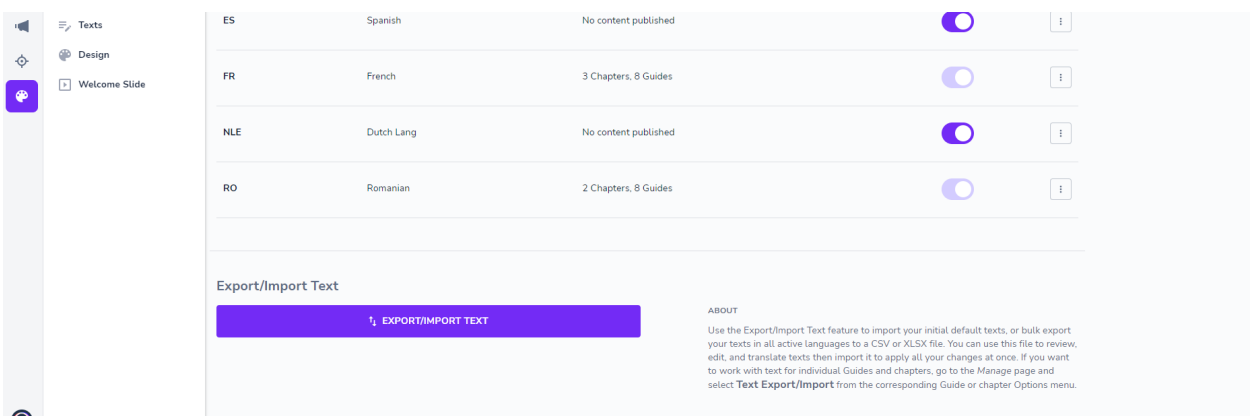 Texts
Design
Welcome Slide
ES Spanish No content published
FR French 3 Chapters, 8 Guides
NLE Dutch Lang No content published
RO Romanian 2 Chapters, 8 Guides
Export/Import Text
EXPORT/IMPORT TEXT
ABOUT
Use the Export/Import Text feature to import your initial default texts, or bulk export
your texts in all active languages to a CSV or XLSX file. You can use this file to review,
edit, and translate texts then import it to apply all your changes at once. If you want
to work with text for individual Guides and chapters, go to the Manage page and
select Text Export/Import from the corresponding Guide or chapter Options menu.